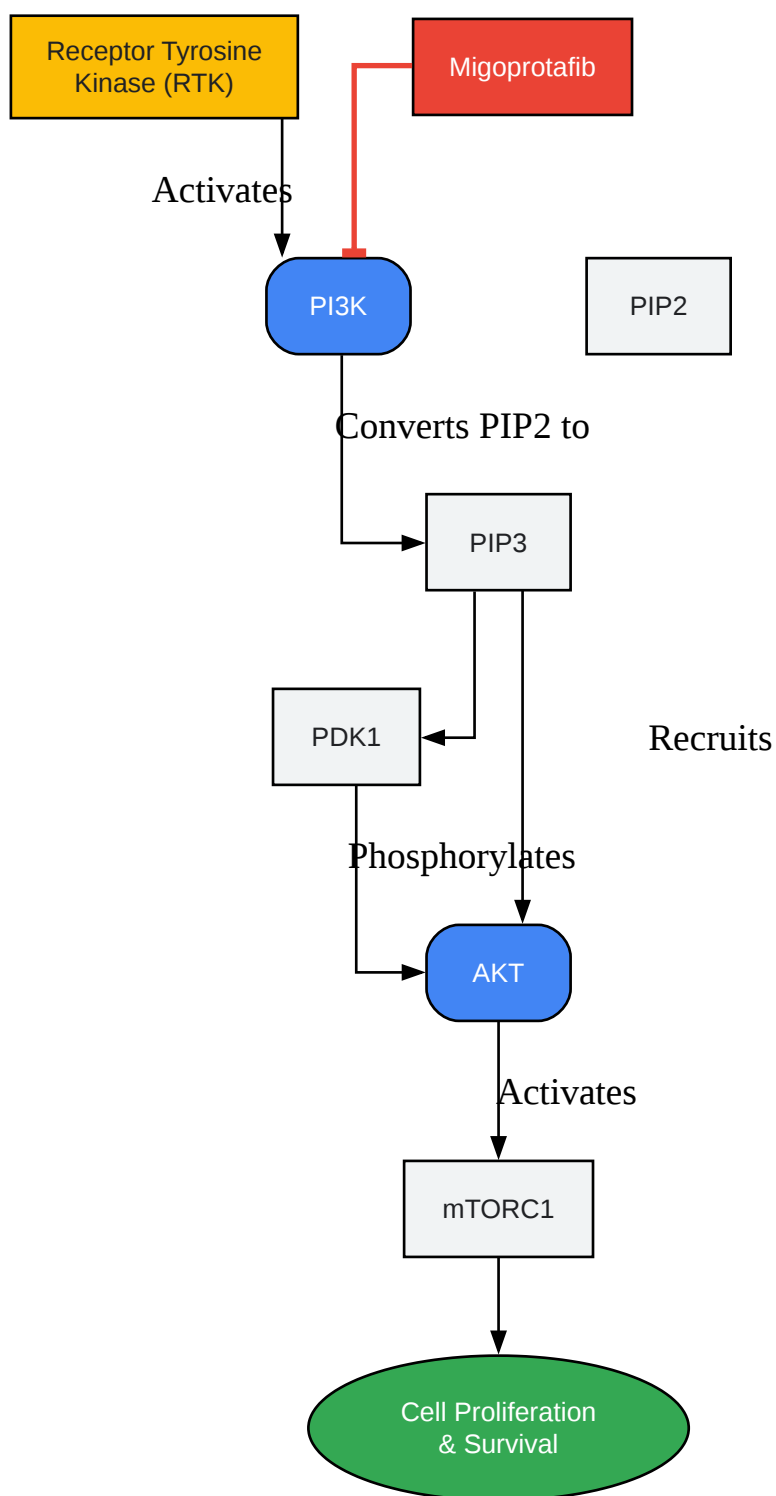 Receptor Tyrosine
Kinase (RTK)
Migoprotafib
Activates
PI3K
PIP2
Converts PIP2 to
PIP3
PDK1
Recruits
Phosphorylates
AKT
Activates
mTORC1
Cell Proliferation
& Survival